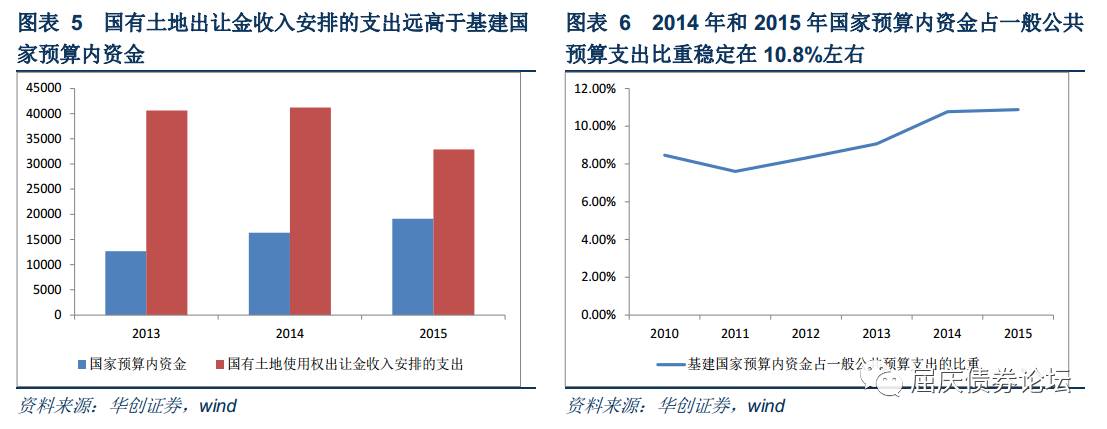 图表 5 国有土地出让金收入安排的支出远高于基建国
家预算内资金
45000
40000
35000
30000
25000
20000
15000
10000
5000
0
2013 2014 2015
国家预算内资金 国有土地使用权出让金收入安排的支出
资料来源：华创证券，wind
图表 6 2014 年和 2015 年国家预算内资金占一般公共
预算支出比重稳定在 10.8%左右
12.00%
10.00%
8.00%
6.00%
4.00%
2.00%
0.00%
2010 2011 2012 2013 2014 2015
基建国家预算内资金占一般公共预算支出的比重
屈庆债券论坛
资料来源：华创证券，wind